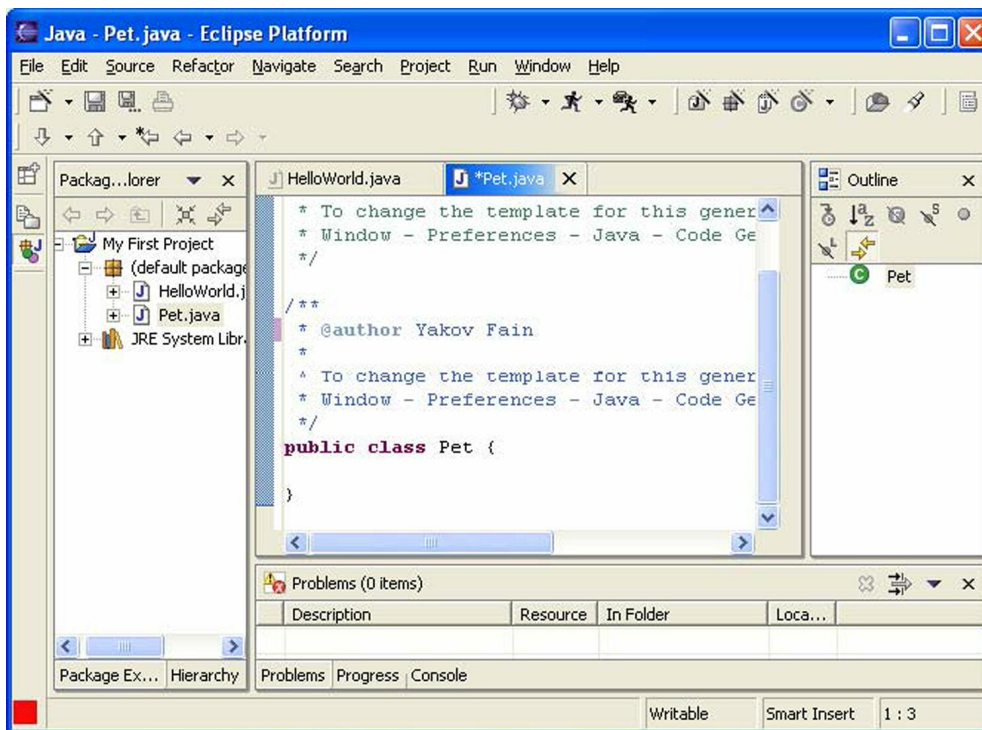 Java - Pet.java - Eclipse Platform
File Edit Source Refactor Navigate Search Project Run Window Help
Packag...lorer
HelloWorld.java
*Pet.java
Outline
My First Project
(default package
HelloWorld.j
Pet.java
JRE System Libr
* To change the template for this gener
* Window - Preferences - Java - Code Ge
*/
/**
* @author Yakov Fain
*
* To change the template for this gener
* Window - Preferences - Java - Code Ge
*/
public class Pet {
}
Pet
Problems (0 items)
Description Resource In Folder Loca...
Package Ex... Hierarchy
Problems Progress Console
Writable Smart Insert 1 : 3